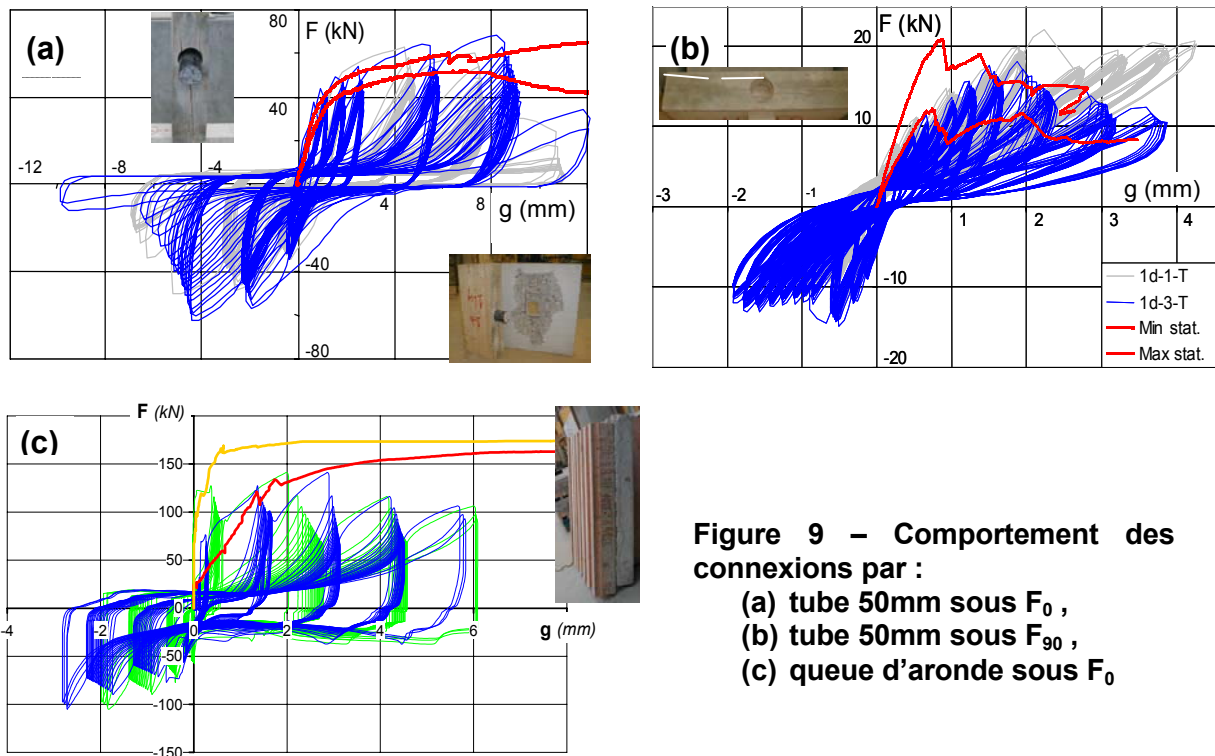 (a)
80
F (kN)
40
-12
-8
-4
4
8
g (mm)
-40
-80
(b)
F (kN)
20
10
-3
-2
-1
1
2
3
4
g (mm)
-10
-20
1d-1-T
1d-3-T
Min stat.
Max stat.
(c)
F (kN)
150
100
50
0
-4
-2
0
2
4
6
g (mm)
-50
-100
-150
Figure 9 – Comportement des
connexions par :
(a) tube 50mm sous F0 ,
(b) tube 50mm sous F90 ,
(c) queue d'aronde sous F0